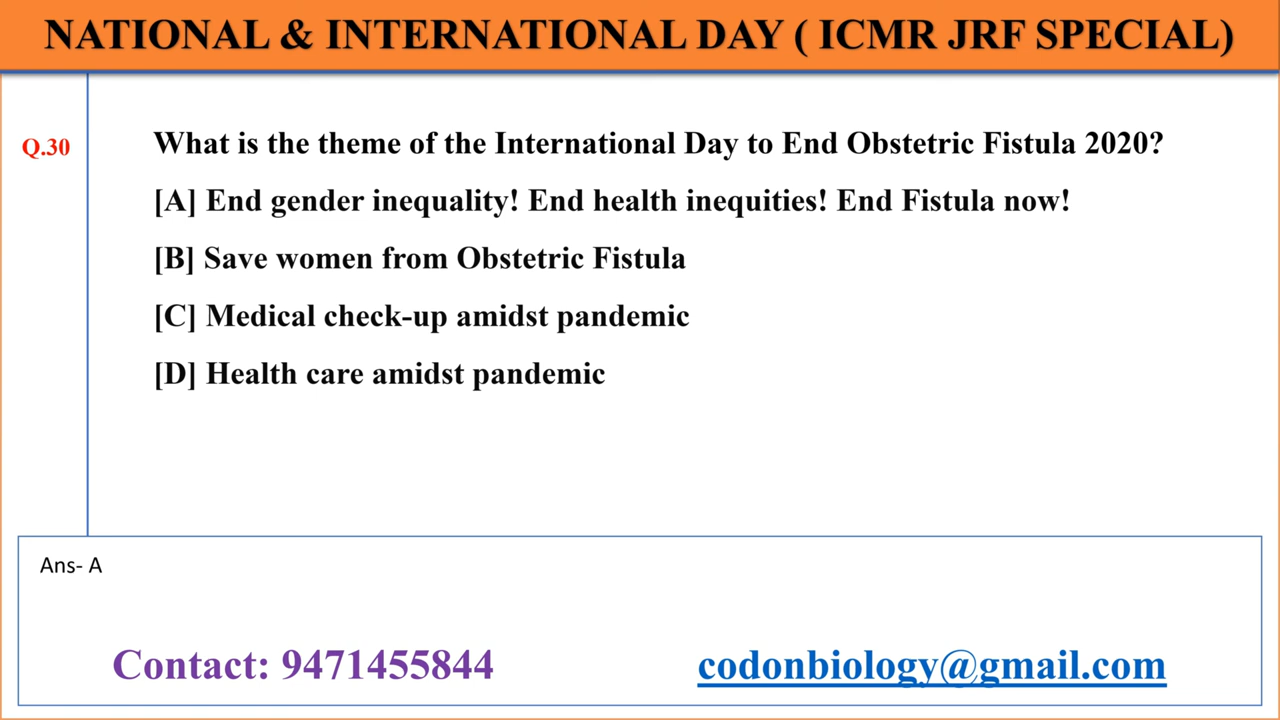 NATIONAL & INTERNATIONAL DAY ( ICMR JRF SPECIAL)
Q.30
What is the theme of the International Day to End Obstetric Fistula 2020?
[A] End gender inequality! End health inequities! End Fistula now!
[B] Save women from Obstetric Fistula
[C] Medical check-up amidst pandemic
[D] Health care amidst pandemic
Ans- A
Contact: 9471455844
codonbiology@gmail.com